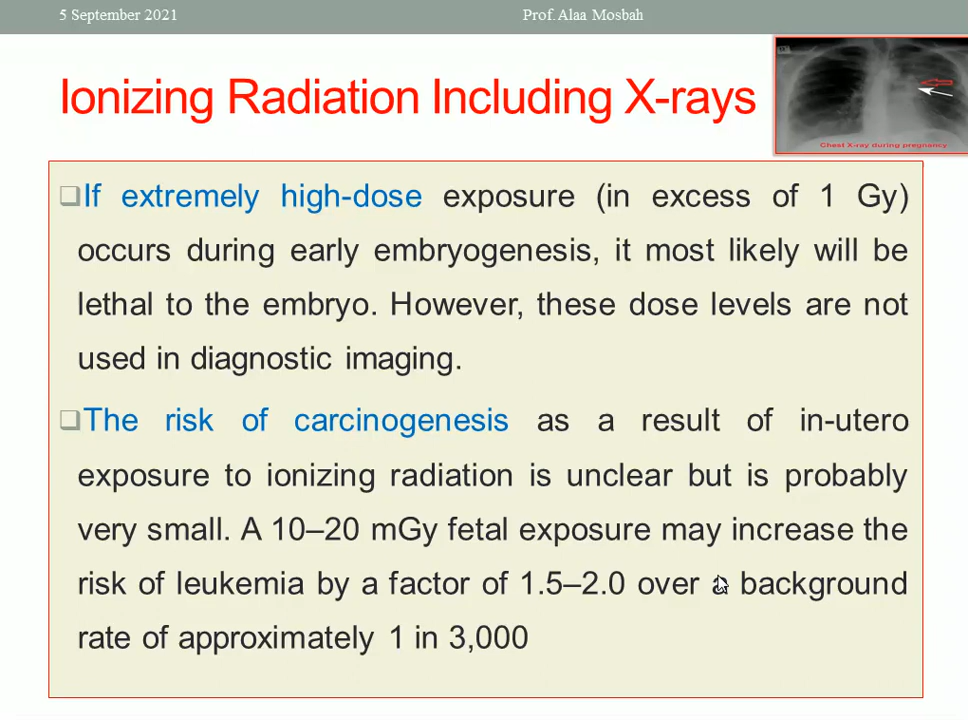 5 September 2021
Prof. Alaa Mosbah
Ionizing Radiation Including X-rays
Chest X-ray during pregnancy
If extremely high-dose exposure (in excess of 1 Gy)
occurs during early embryogenesis, it most likely will be
lethal to the embryo. However, these dose levels are not
used in diagnostic imaging.
The risk of carcinogenesis as a result of in-utero
exposure to ionizing radiation is unclear but is probably
very small. A 10–20 mGy fetal exposure may increase the
risk of leukemia by a factor of 1.5–2.0 over a background
rate of approximately 1 in 3,000